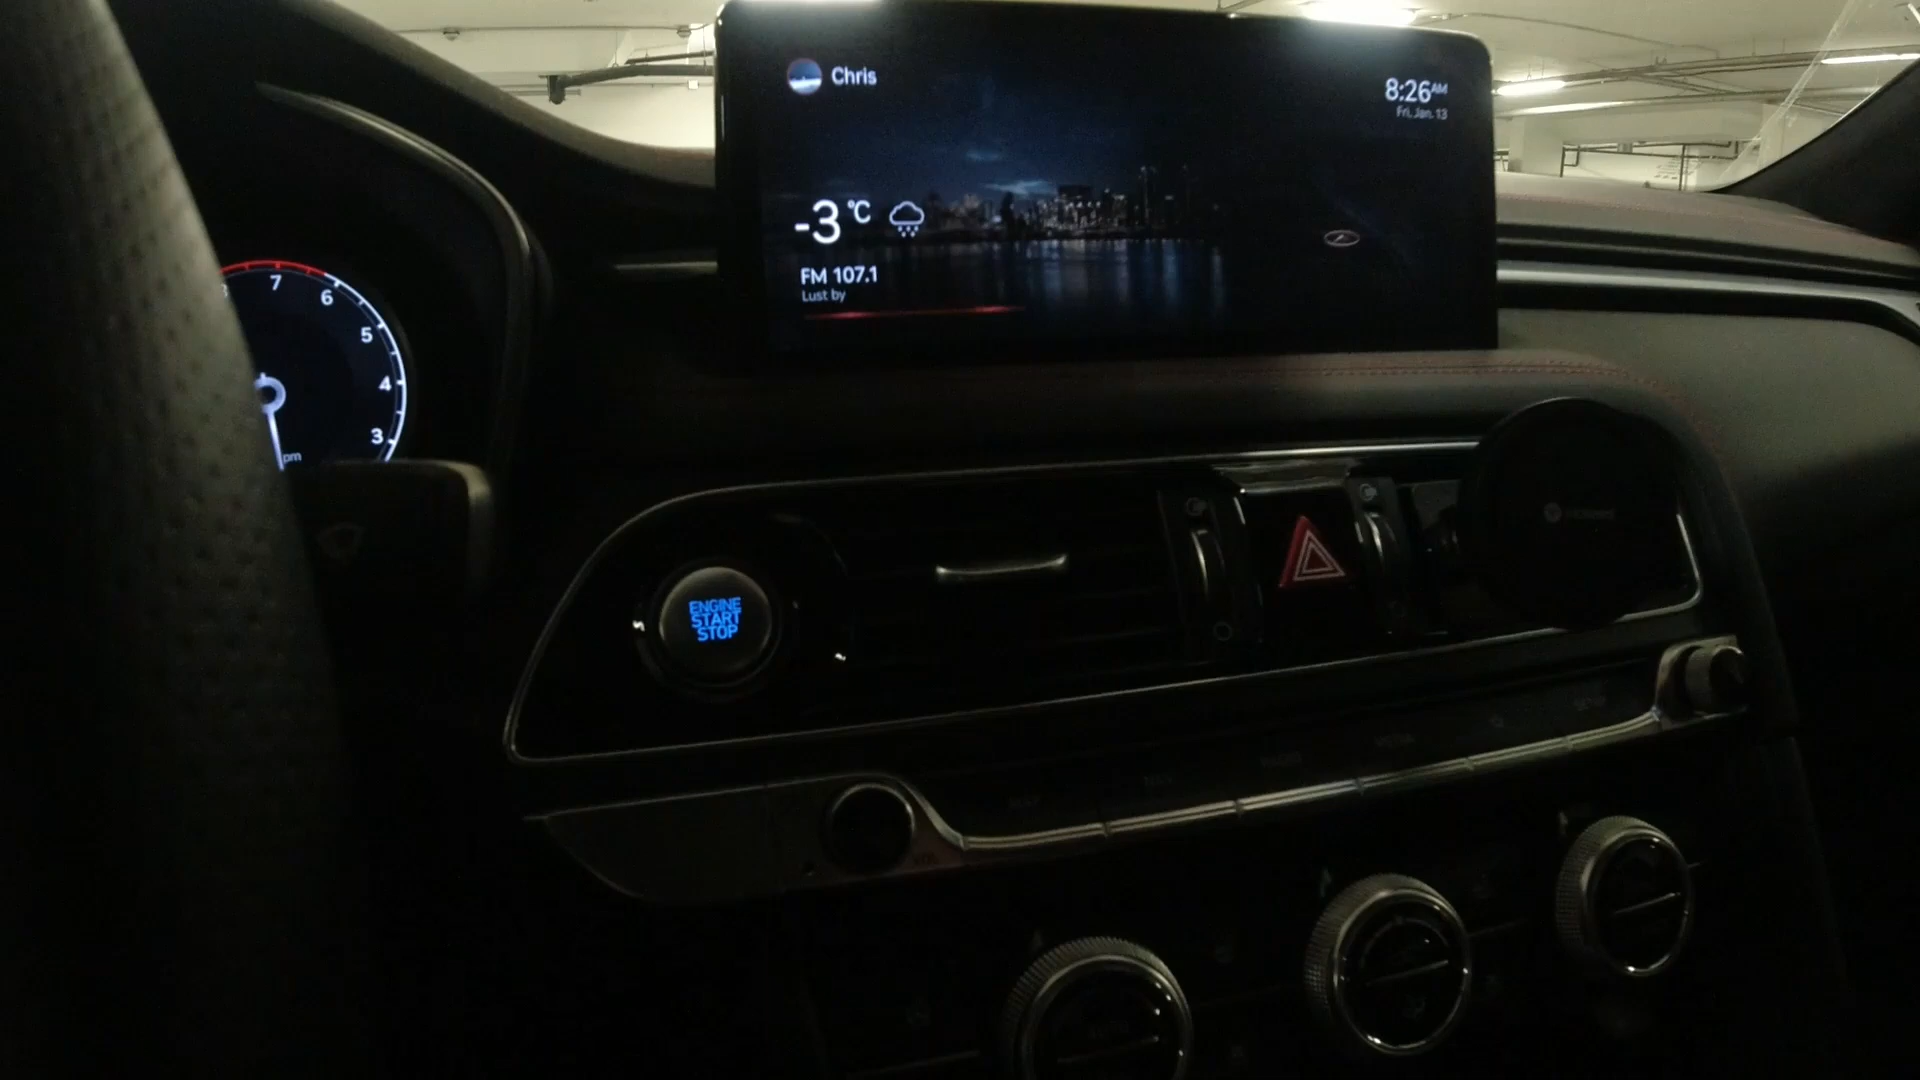 Chris
8:26AM
Fri, Jan. 13
-3 °C
FM 107.1
Lust by
7
6
5
4
3
pm
ENGINE
START
STOP